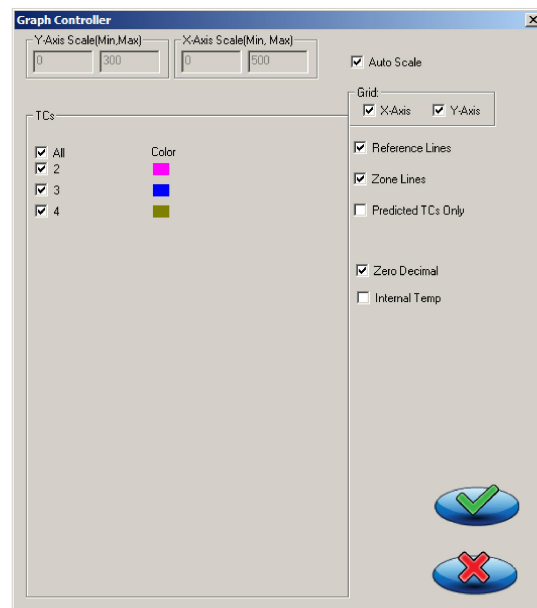 Graph Controller
Y-Axis Scale(Min,Max)
X-Axis Scale(Min, Max)
0
300
0
500
Auto Scale
Grid:
X-Axis
Y-Axis
TCs
All
Color
2
3
4
Reference Lines
Zone Lines
Predicted TCs Only
Zero Decimal
Internal Temp